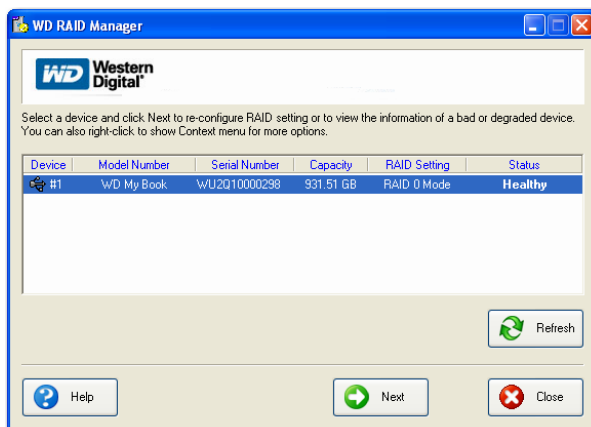 WD RAID Manager
WD Western Digital
Select a device and click Next to re-configure RAID setting or to view the information of a bad or degraded device.
You can also right-click to show Context menu for more options.
Device Model Number Serial Number Capacity RAID Setting Status
#1 WD My Book WU2Q10000298 931.51 GB RAID 0 Mode Healthy
Refresh
Help Next Close